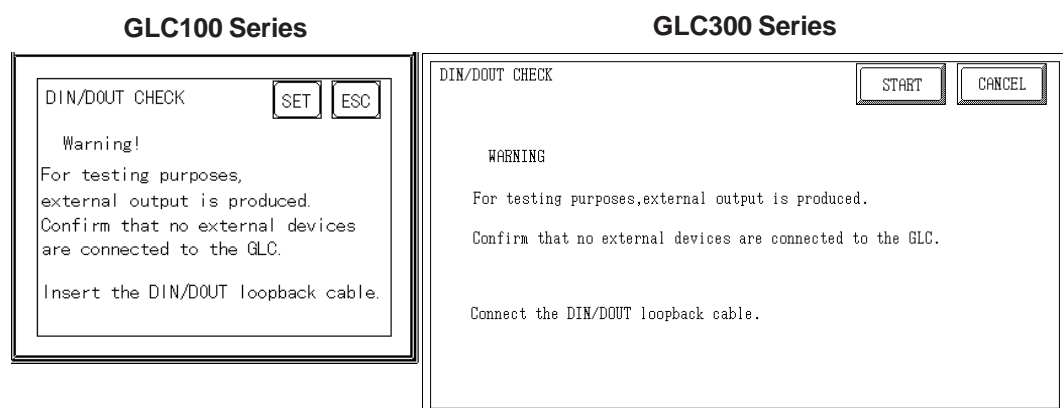 GLC100 Series
DIN/DOUT CHECK
SET
ESC
Warning!
For testing purposes,
external output is produced.
Confirm that no external devices
are connected to the GLC.
Insert the DIN/DOUT loopback cable.
GLC300 Series
DIN/DOUT CHECK
START
CANCEL
WARNING
For testing purposes,external output is produced.
Confirm that no external devices are connected to the GLC.
Connect the DIN/DOUT loopback cable.